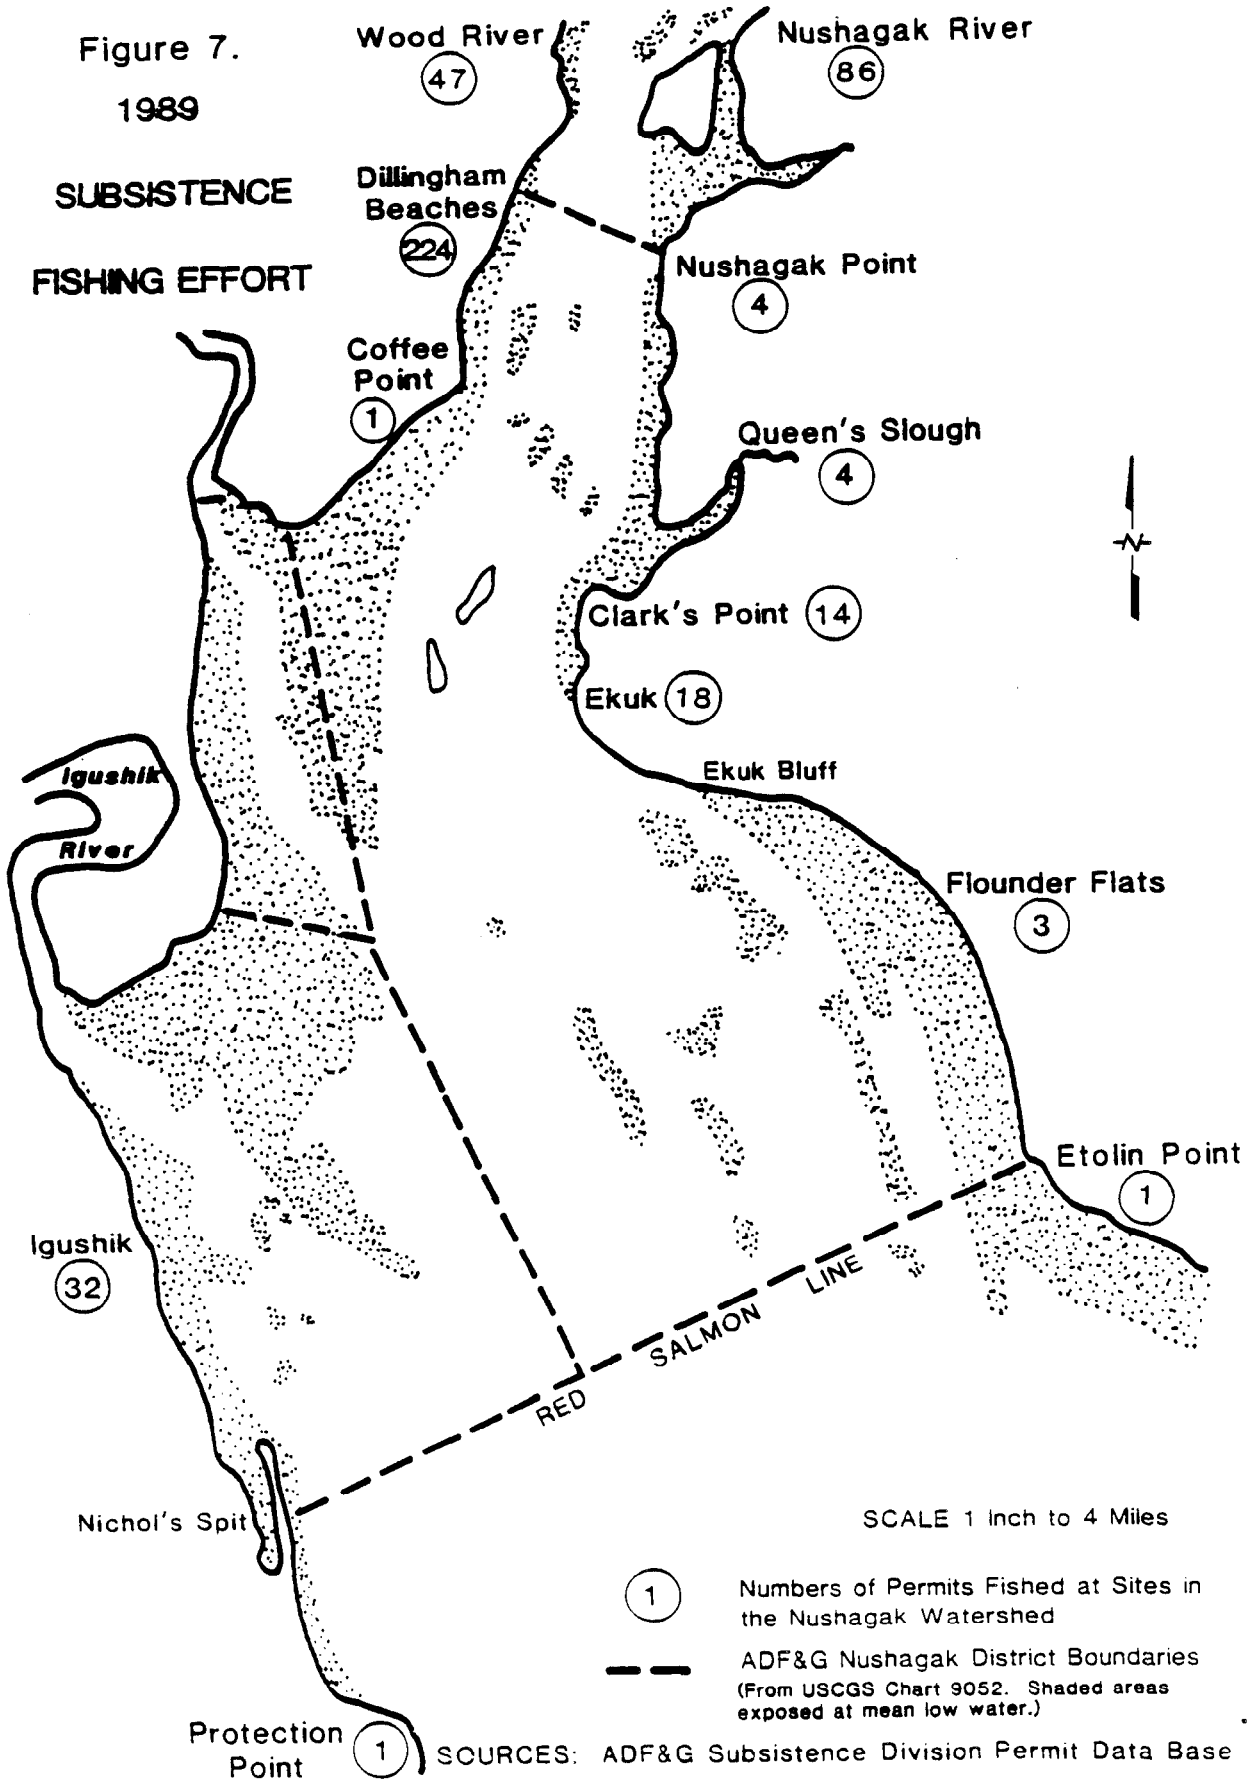 Figure 7.
1989
SUBSISTENCE
FISHING EFFORT
Wood River
47
Nushagak River
86
Dillingham
Beaches
224
Nushagak Point
4
Coffee
Point
1
Queen's Slough
4
N
Clark's Point 14
Ekuk 18
Ekuk Bluff
Igushik
River
Flounder Flats
3
Etolin Point
1
Igushik
32
RED SALMON LINE
Nichol's Spit
SCALE 1 Inch to 4 Miles
1 Numbers of Permits Fished at Sites in
the Nushagak Watershed
ADF&G Nushagak District Boundaries
(From USCGS Chart 9052. Shaded areas
exposed at mean low water.)
Protection
Point
1
SOURCES: ADF&G Subsistence Division Permit Data Base